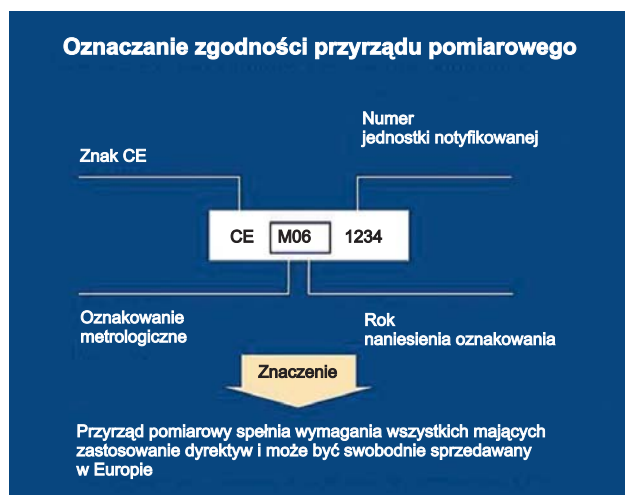 Oznaczanie zgodności przyrządu pomiarowego
Numer
jednostki notyfikowanej
Znak CE
CE M06 1234
Oznakowanie
metrologiczne
Rok
naniesienia oznakowania
Znaczenie
Przyrząd pomiarowy spełnia wymagania wszystkich mających
zastosowanie dyrektyw i może być swobodnie sprzedawany
w Europie